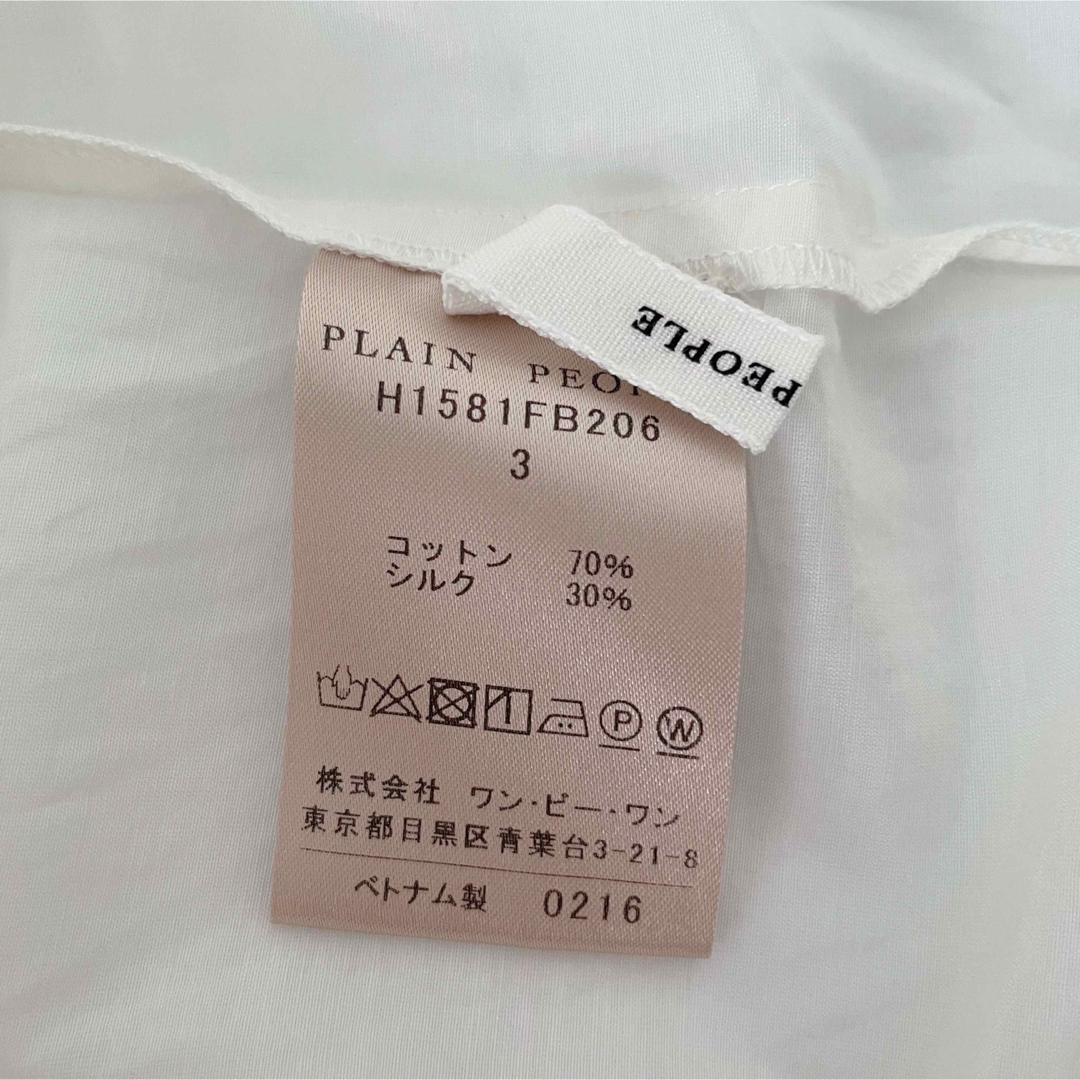 PEOPLE
PLAIN PEOP
H1581FB206
3
コットン 70%
シルク 30%
P W
株式会社 ワン・ビー・ワン
東京都目黒区青葉台3-21-8
ベトナム製 0216